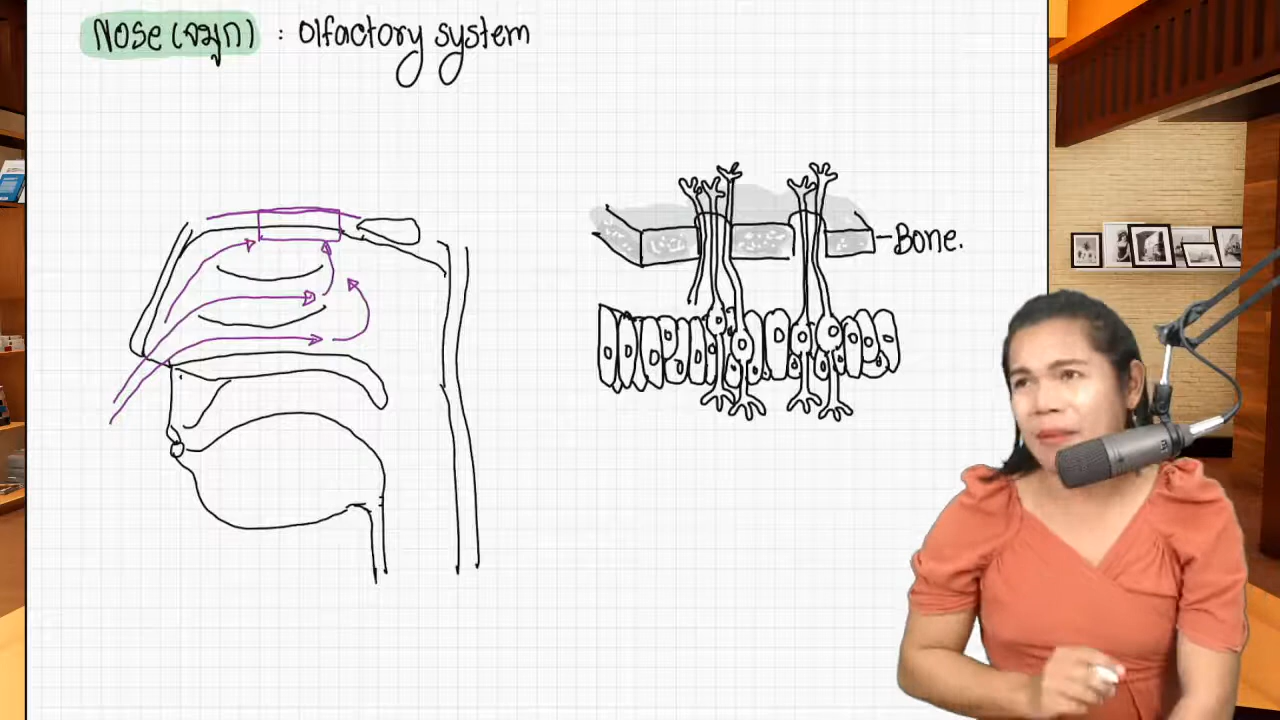 Nose (จมูก) : Olfactory system
Bone.